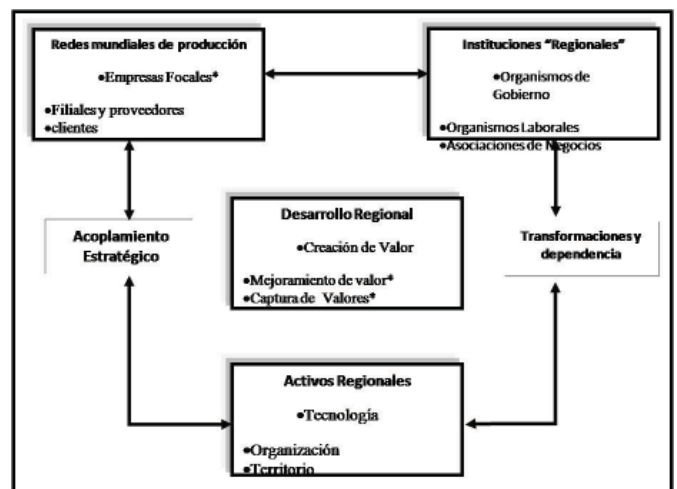 Redes mundiales de producción
•Empresas Focales*
•Filiales y proveedores
•clientes
Instituciones "Regionales"
•Organismos de
Gobierno
•Organismos Laborales
•Asociaciones de Negocios
Acoplamiento
Estratégico
Desarrollo Regional
•Creación de Valor
•Mejoramiento de valor*
•Captura de Valores*
Transformaciones y
dependencia
Activos Regionales
•Tecnología
•Organización
•Territorio